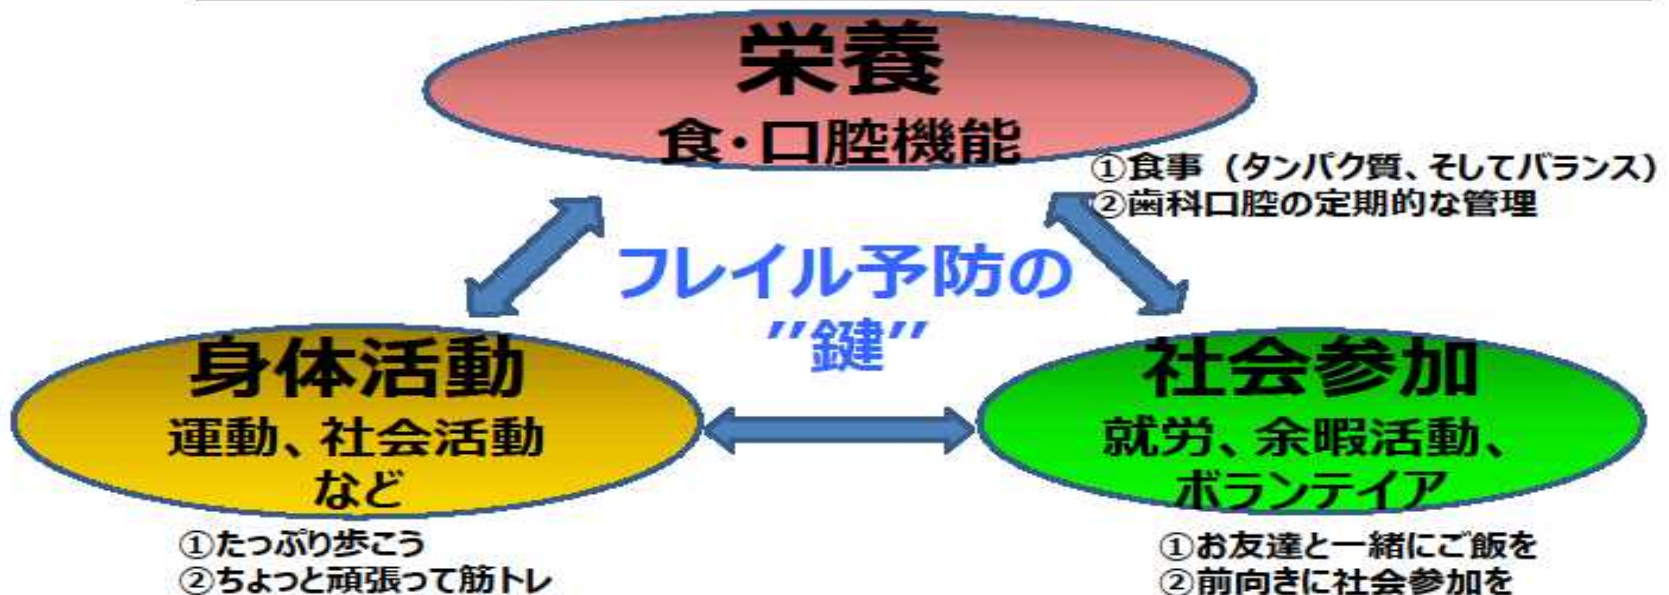 栄養
食・口腔機能
①食事（タンパク質、そしてバランス）
②歯科口腔の定期的な管理
フレイル予防の
”鍵”
身体活動
運動、社会活動
など
①たっぷり歩こう
②ちょっと頑張って筋トレ
社会参加
就労、余暇活動、
ボランテイア
①お友達と一緒にご飯を
②前向きに社会参加を